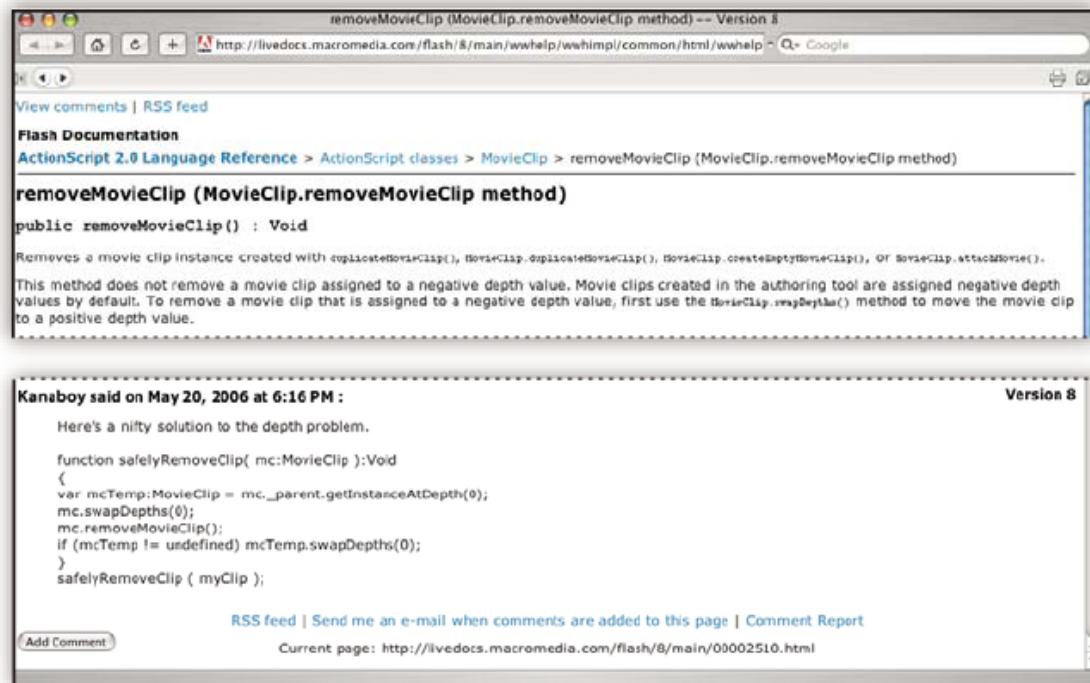 removeMovieClip (MovieClip.removeMovieClip method) -- Version 8
http://livedocs.macromedia.com/flash/8/main/wwhelp/wwhimpl/common/html/wwhelp
Google
View comments | RSS feed
Flash Documentation
ActionScript 2.0 Language Reference > ActionScript classes > MovieClip > removeMovieClip (MovieClip.removeMovieClip method)
removeMovieClip (MovieClip.removeMovieClip method)
public removeMovieClip() : Void
Removes a movie clip instance created with duplicateMovieClip(), MovieClip.duplicateMovieClip(), MovieClip.createEmptyMovieClip(), or MovieClip.attachMovie().
This method does not remove a movie clip assigned to a negative depth value. Movie clips created in the authoring tool are assigned negative depth
values by default. To remove a movie clip that is assigned to a negative depth value, first use the MovieClip.swapDepths() method to move the movie clip
to a positive depth value.
Kanaboy said on May 20, 2006 at 6:16 PM :
Version 8
Here's a nifty solution to the depth problem.
function safelyRemoveClip( mc:MovieClip ):Void
{
var mcTemp:MovieClip = mc._parent.getInstanceAtDepth(0);
mc.swapDepths(0);
mc.removeMovieClip();
if (mcTemp != undefined) mcTemp.swapDepths(0);
}
safelyRemoveClip ( myClip );
RSS feed | Send me an e-mail when comments are added to this page | Comment Report
Add Comment
Current page: http://livedocs.macromedia.com/flash/8/main/00002510.html